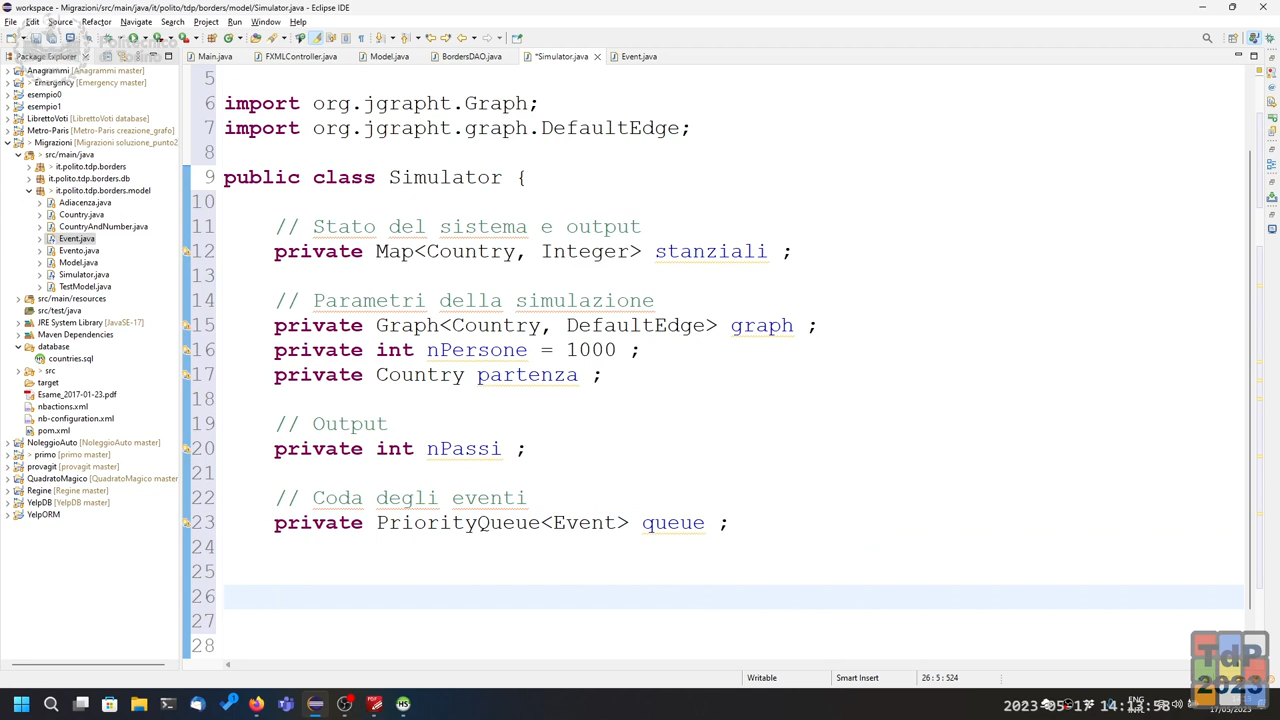 workspace - Migrazioni/src/main/java/it/polito/tdp/borders/model/Simulator.java - Eclipse IDE
File Edit Source Refactor Navigate Search Project Run Window Help
Politecnico
Package Explorer
Main.java FXMLController.java Model.java BordersDAO.java *Simulator.java Event.java
Anagrammi [Anagrammi master]
> Emergency [Emergency master]
esempio0
esempio1
LibrettoVoti [LibrettoVoti database]
Metro-Paris [Metro-Paris creazione_grafo]
> Migrazioni [Migrazioni soluzione_punto2
> src/main/java
> it.polito.tdp.borders
> it.polito.tdp.borders.db
> it.polito.tdp.borders.model
Adiacenza.java
Country.java
CountryAndNumber.java
Event.java
Evento.java
Model.java
Simulator.java
TestModel.java
src/main/resources
src/test/java
JRE System Library [JavaSE-17]
Maven Dependencies
database
countries.sql
> src
target
Esame_2017-01-23.pdf
nbactions.xml
nb-configuration.xml
pom.xml
NoleggioAuto [NoleggioAuto master]
> primo [primo master]
provagit [provagit master]
QuadratoMagico [QuadratoMagico
Regine [Regine master]
YelpDB [YelpDB master]
YelpORM
5
6 import org.jgrapht.Graph;
7 import org.jgrapht.graph.DefaultEdge;
8
9 public class Simulator {
10
11 // Stato del sistema e output
12 private Map<Country, Integer> stanziali ;
13
14 // Parametri della simulazione
15 private Graph<Country, DefaultEdge> graph ;
16 private int nPersone = 1000 ;
17 private Country partenza ;
18
19 // Output
20 private int nPassi ;
21
22 // Coda degli eventi
23 private PriorityQueue<Event> queue ;
24
25
26
27
28
Writable Smart Insert 26 : 5 : 524
TdP
2023
ENG
2023-05-17